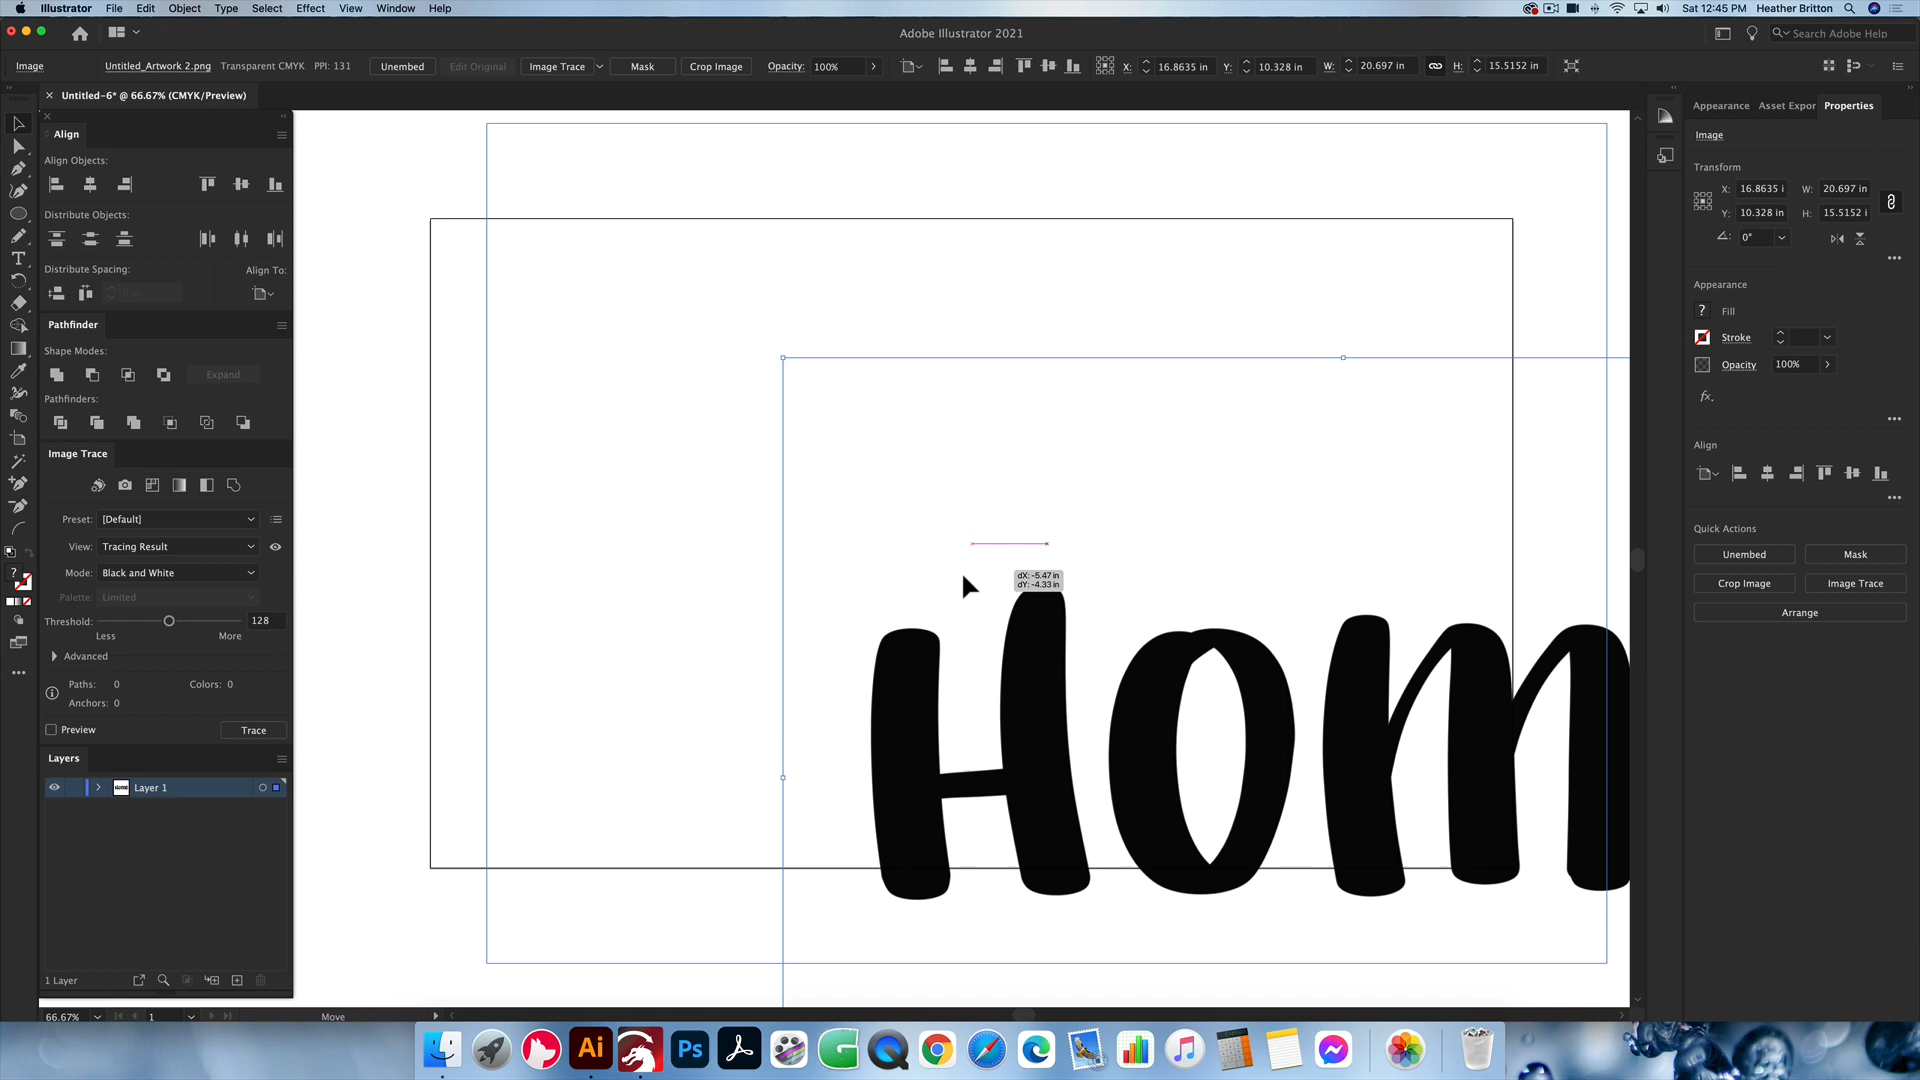 Illustrator File Edit Object Type Select Effect View Window Help
Sat 12:45 PM Heather Britton
Adobe Illustrator 2021
Search Adobe Help
Image Untitled_Artwork 2.png Transparent CMYK PPI: 131 Unembed Edit Original Image Trace Mask Crop Image Opacity: 100% X: 16.8635 in Y: 10.328 in W: 20.697 in H: 15.5152 in
Untitled-6* @ 66.67% (CMYK/Preview)
Align
Align Objects:
Distribute Objects:
Distribute Spacing: Align To:
0 in
Pathfinder
Shape Modes:
Expand
Pathfinders:
Image Trace
Preset: [Default]
View: Tracing Result
Mode: Black and White
Palette: Limited
Threshold: 128
Less More
Advanced
Paths: 0 Colors: 0
Anchors: 0
Preview Trace
Layers
Layer 1
1 Layer
66.67% 1 Move
dX: -5.47 in
dY: -4.33 in
Hom
Appearance Asset Expor Properties
Image
Transform
X: 16.8635 i W: 20.697 in
Y: 10.328 in H: 15.5152 i
0°
Appearance
? Fill
Stroke
Opacity 100%
fx.
Align
Quick Actions
Unembed Mask
Crop Image Image Trace
Arrange
Ai Ps